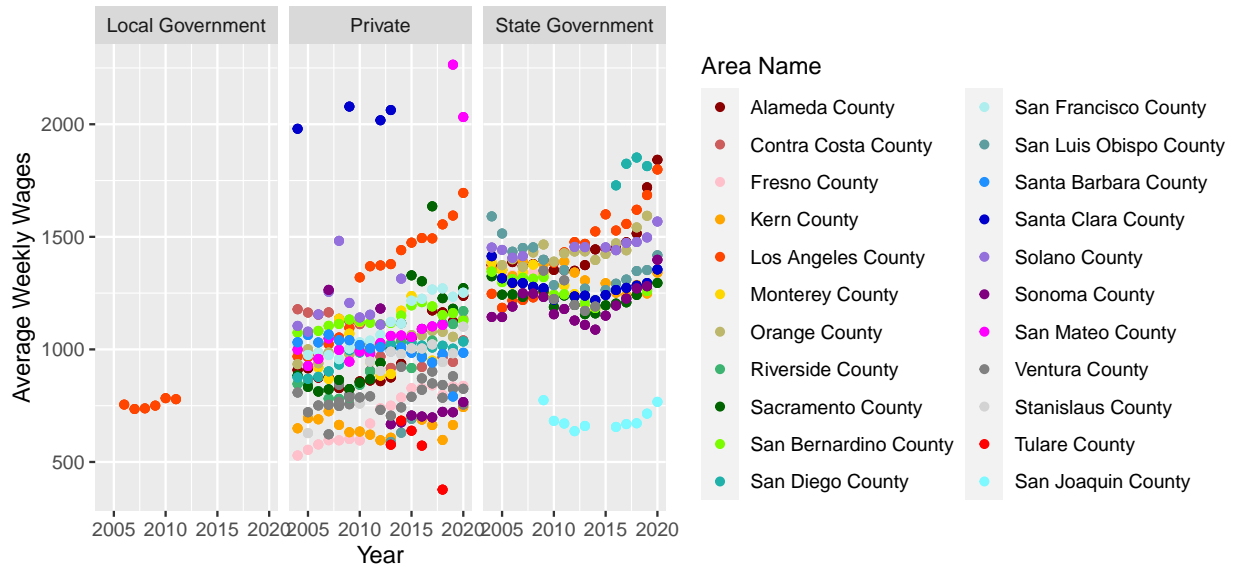 Local Government Private State Government
Average Weekly Wages
2000
1500
1000
500
2005 2010 2015 2020 2005 2010 2015 2020 2005 2010 2015 2020
Year
Area Name
Alameda County
Contra Costa County
Fresno County
Kern County
Los Angeles County
Monterey County
Orange County
Riverside County
Sacramento County
San Bernardino County
San Diego County
San Francisco County
San Luis Obispo County
Santa Barbara County
Santa Clara County
Solano County
Sonoma County
San Mateo County
Ventura County
Stanislaus County
Tulare County
San Joaquin County